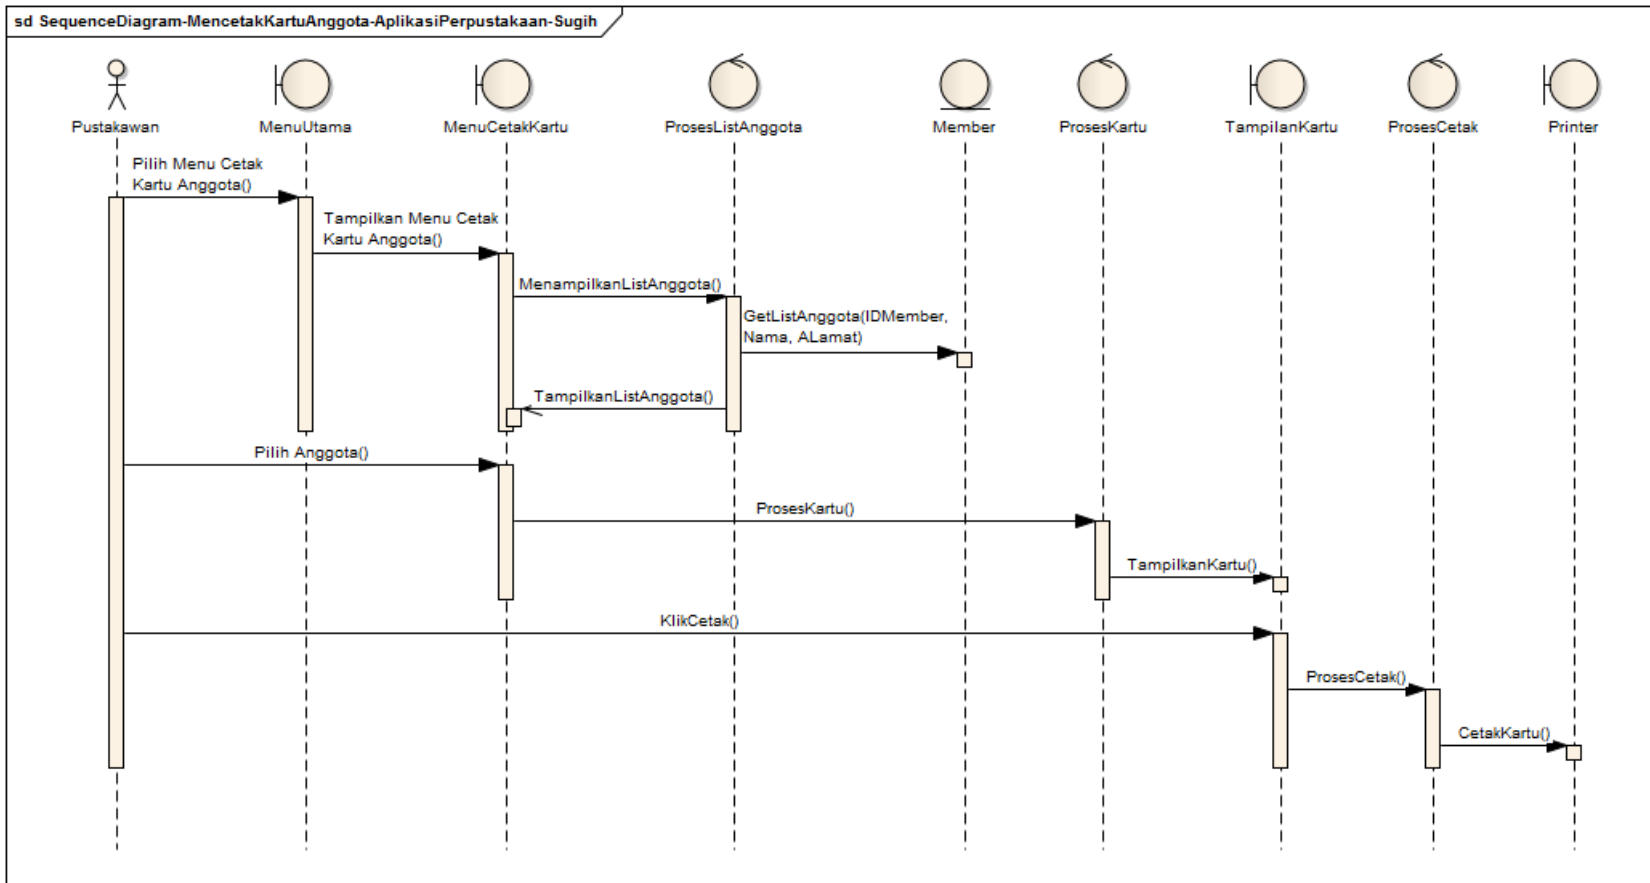 sd SequenceDiagram-MencetakKartuAnggota-AplikasiPerpustakaan-Sugih
Pustakawan
MenuUtama
MenuCetakKartu
ProsesListAnggota
Member
ProsesKartu
TampilanKartu
ProsesCetak
Printer
Pilih Menu Cetak
Kartu Anggota()
Tampilkan Menu Cetak
Kartu Anggota()
MenampilkanListAnggota()
GetListAnggota(IDMember,
Nama, ALamat)
TampilkanListAnggota()
Pilih Anggota()
ProsesKartu()
TampilkanKartu()
KlikCetak()
ProsesCetak()
CetakKartu()